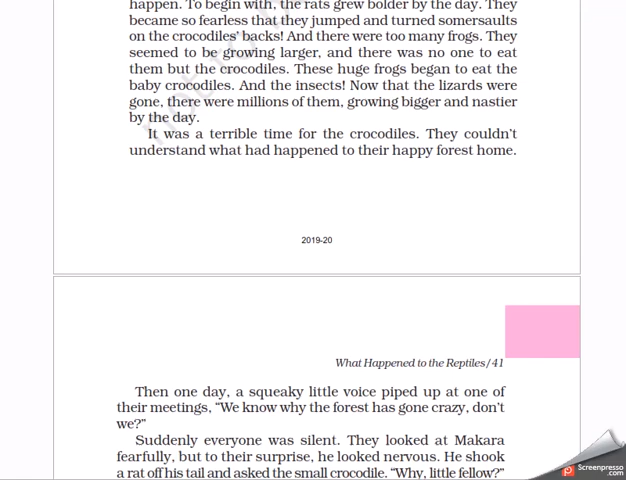 happen. To begin with, the rats grew bolder by the day. They
became so fearless that they jumped and turned somersaults
on the crocodiles' backs! And there were too many frogs. They
seemed to be growing larger, and there was no one to eat
them but the crocodiles. These huge frogs began to eat the
baby crocodiles. And the insects! Now that the lizards were
gone, there were millions of them, growing bigger and nastier
by the day.
It was a terrible time for the crocodiles. They couldn't
understand what had happened to their happy forest home.
2019-20
What Happened to the Reptiles/41
Then one day, a squeaky little voice piped up at one of
their meetings, “We know why the forest has gone crazy, don't
we?”
Suddenly everyone was silent. They looked at Makara
fearfully, but to their surprise, he looked nervous. He shook
a rat off his tail and asked the small crocodile. “Why, little fellow?”
Screenpresso
.com